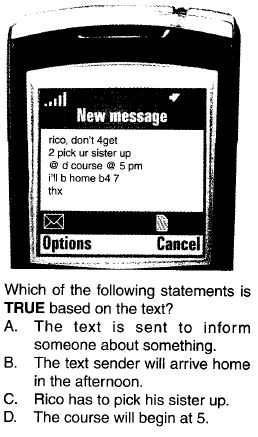 New message
rico, don't 4get
2 pick ur sister up
@ d course @ 5 pm
i'll b home b4 7
thx
Options Cancel
Which of the following statements is
TRUE based on the text?
A. The text is sent to inform
someone about something.
B. The text sender will arrive home
in the afternoon.
C. Rico has to pick his sister up.
D. The course will begin at 5.